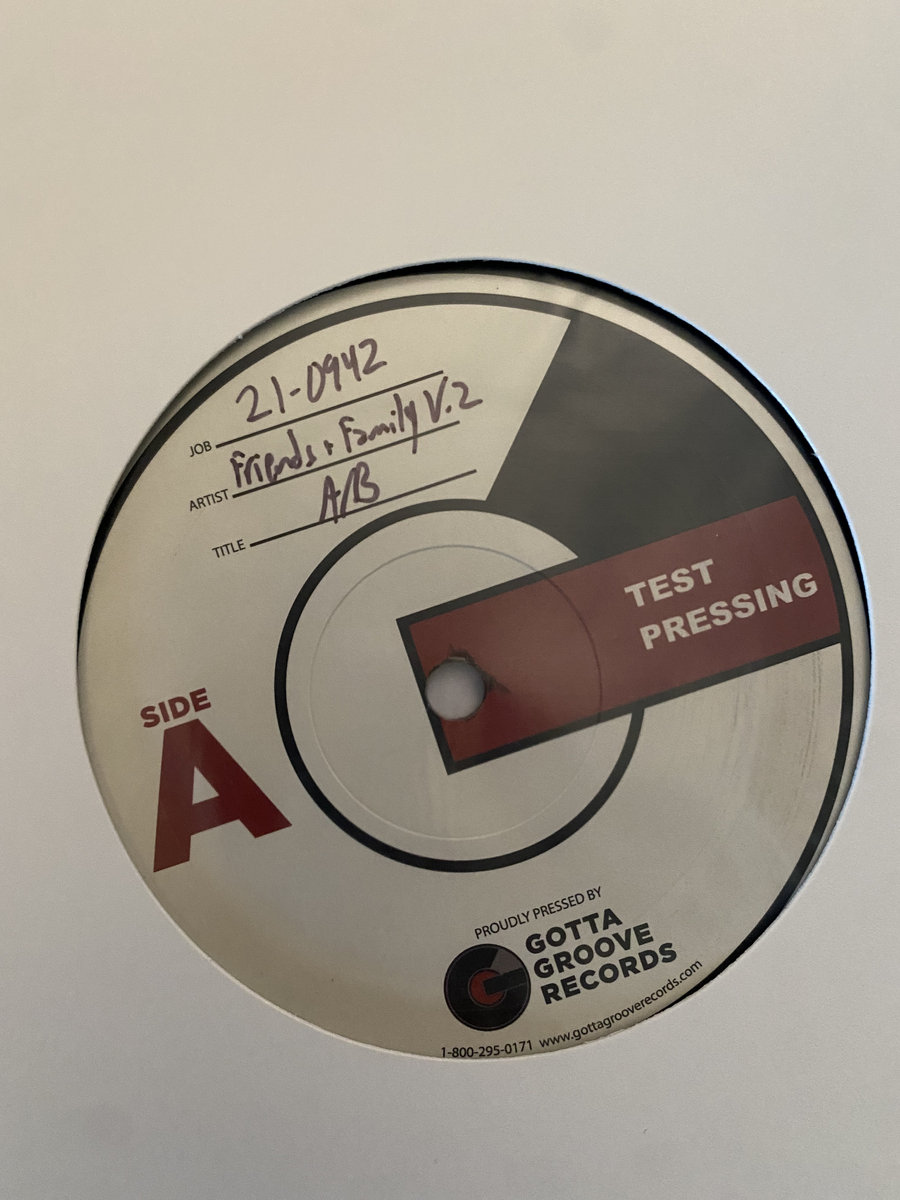 JOB 21-0942
ARTIST Friends + Family V.2
TITLE A/B
TEST
PRESSING
SIDE
A
PROUDLY PRESSED BY
GOTTA
GROOVE
RECORDS
1-800-295-0171 www.gottagrooverecords.com